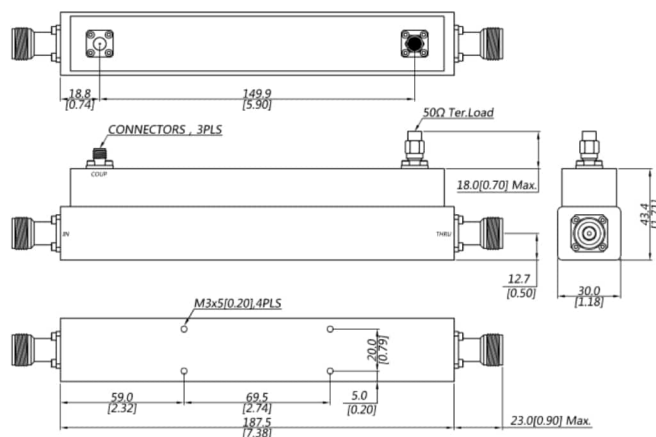 18.8
[0.74]
149.9
[5.90]
50Ω Ter.Load
CONNECTORS , 3PLS
COUP
18.0[0.70] Max.
IN
THRU
43.4
[1.71]
12.7
[0.50]
30.0
[1.18]
M3x5[0.20],4PLS
20.0
[0.79]
59.0
[2.32]
69.5
[2.74]
5.0
[0.20]
187.5
[7.38]
23.0[0.90] Max.